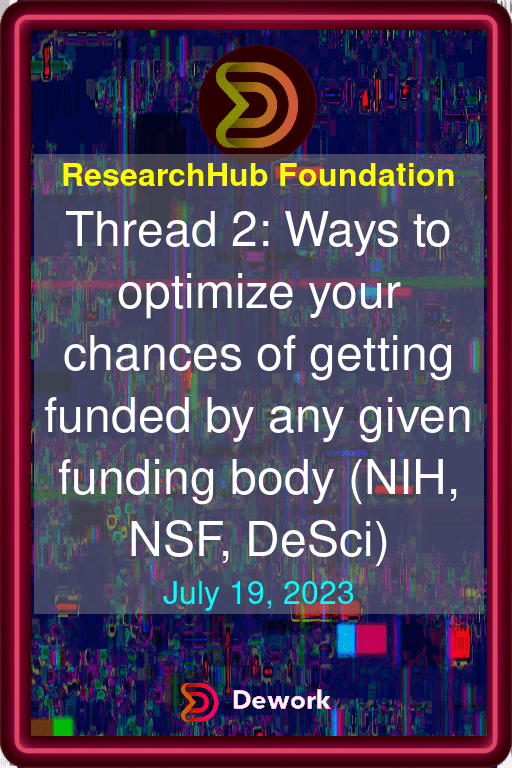 ResearchHub Foundation
Thread 2: Ways to
optimize your
chances of getting
funded by any given
funding body (NIH,
NSF, DeSci)
July 19, 2023
Dework